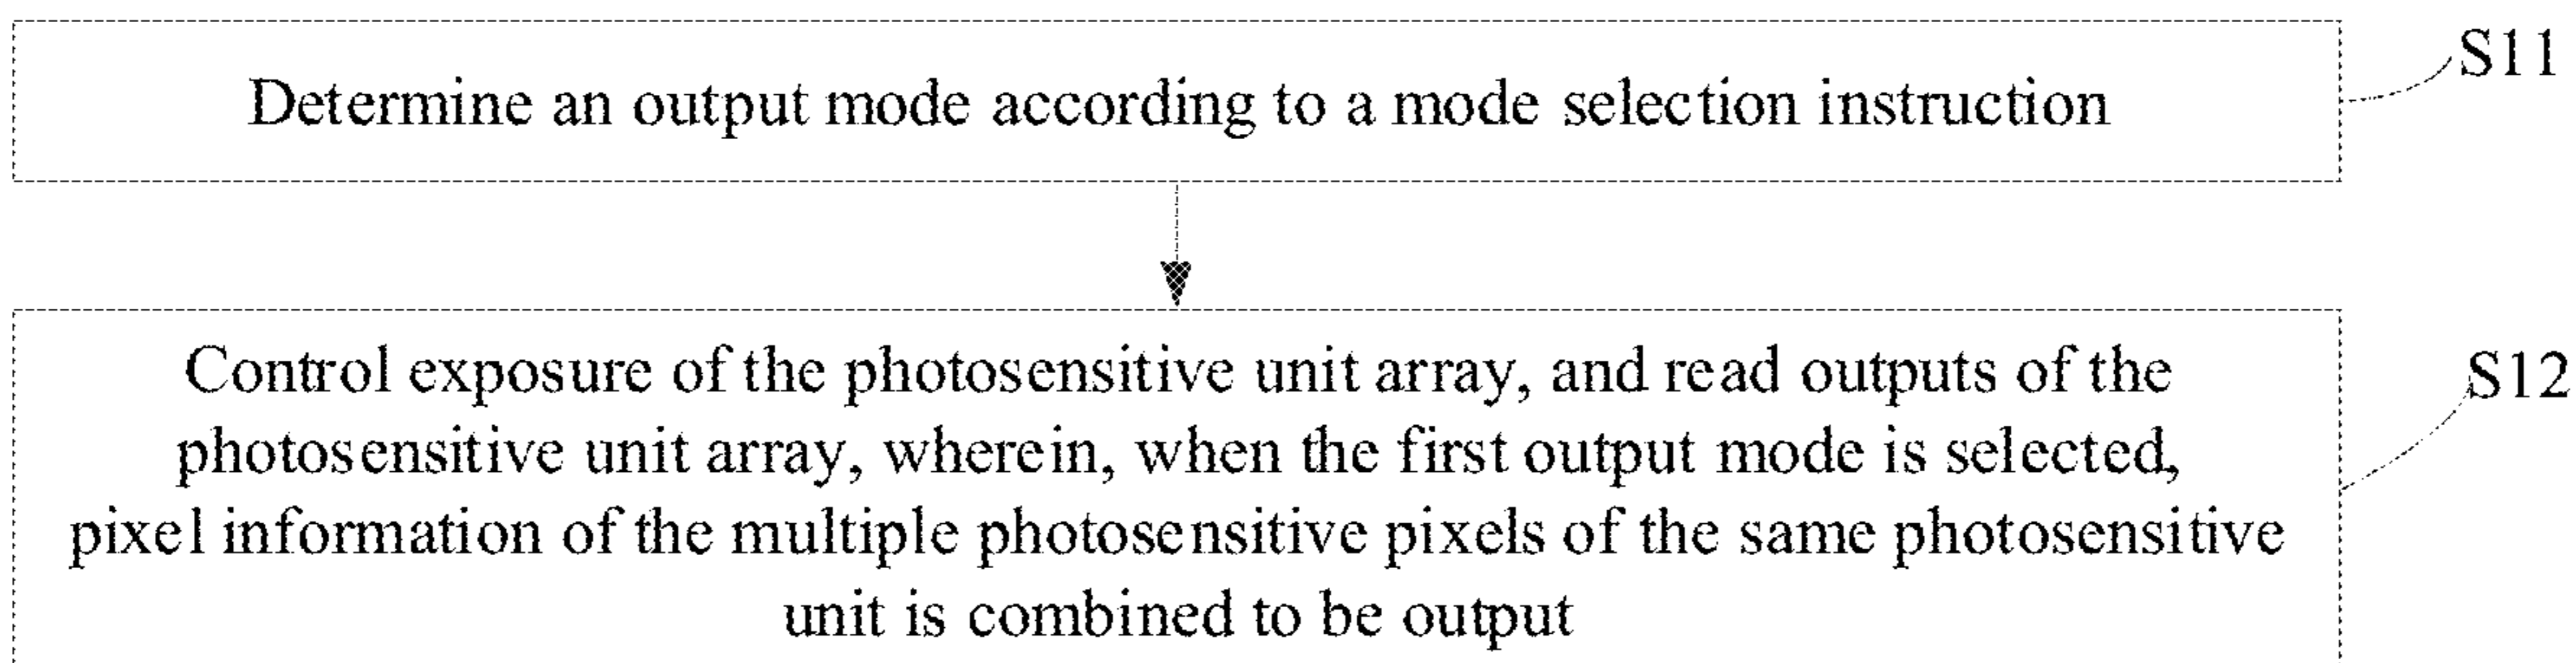 Determine an output mode according to a mode selection instruction
S11
Control exposure of the photosensitive unit array, and read outputs of the
photosensitive unit array, wherein, when the first output mode is selected,
pixel information of the multiple photosensitive pixels of the same photosensitive
unit is combined to be output
S12